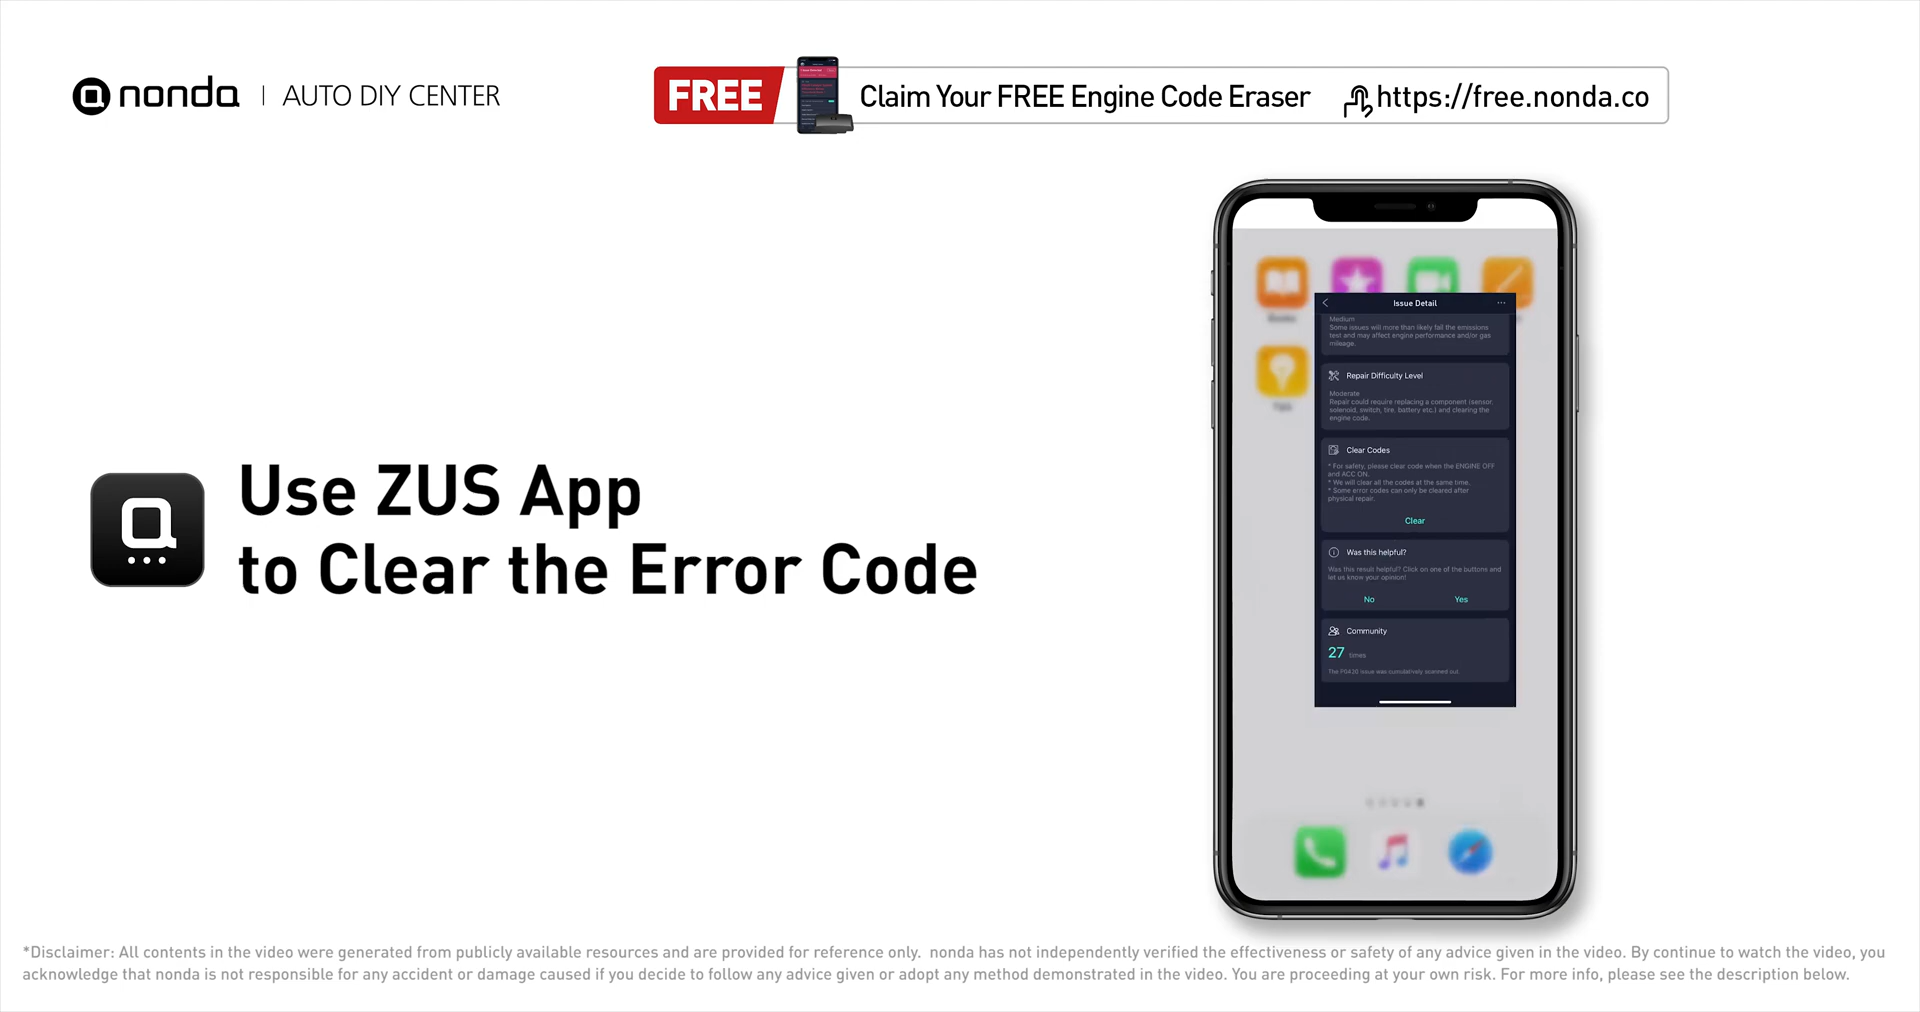 nonda | AUTO DIY CENTER
FREE
Claim Your FREE Engine Code Eraser
https://free.nonda.co
Use ZUS App
to Clear the Error Code
Issue Detail
Medium
Some issues will more than likely fail the emissions
test and may affect engine performance and/or gas
mileage.
Repair Difficulty Level
Moderate
Repair could require replacing a component (sensor,
solenoid, switch, tire, battery etc.) and clearing the
engine code.
Clear Codes
* For safety, please clear code when the ENGINE OFF
and ACC ON.
* We will clear all the codes at the same time.
* Some error codes can only be cleared after
physical repair.
Clear
Was this helpful?
Was this result helpful? Click on one of the buttons and
let us know your opinion!
No Yes
Community
27 times
The P0420 issue was cumulatively scanned out.
*Disclaimer: All contents in the video were generated from publicly available resources and are provided for reference only. nonda has not independently verified the effectiveness or safety of any advice given in the video. By continue to watch the video, you
acknowledge that nonda is not responsible for any accident or damage caused if you decide to follow any advice given or adopt any method demonstrated in the video. You are proceeding at your own risk. For more info, please see the description below.